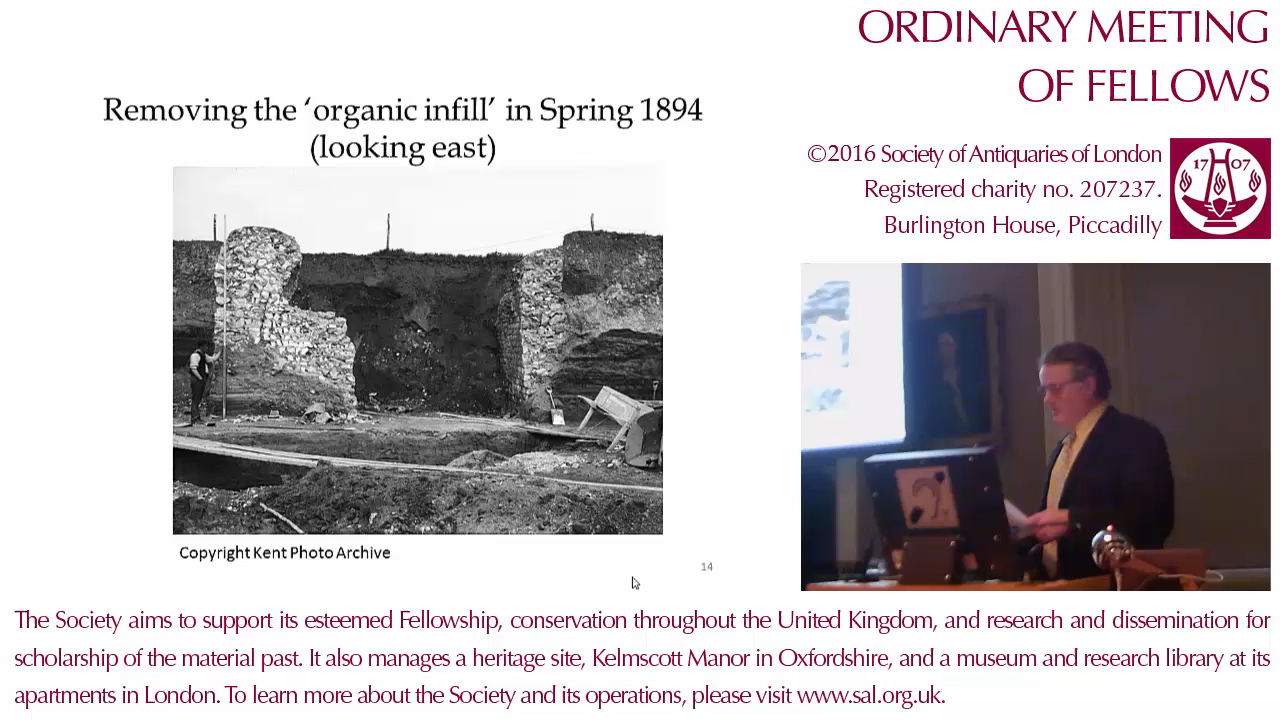 ORDINARY MEETING
OF FELLOWS
Removing the ‘organic infill’ in Spring 1894
(looking east)
©2016 Society of Antiquaries of London
Registered charity no. 207237.
Burlington House, Piccadilly
17 07
Copyright Kent Photo Archive
14
The Society aims to support its esteemed Fellowship, conservation throughout the United Kingdom, and research and dissemination for
scholarship of the material past. It also manages a heritage site, Kelmscott Manor in Oxfordshire, and a museum and research library at its
apartments in London. To learn more about the Society and its operations, please visit www.sal.org.uk.